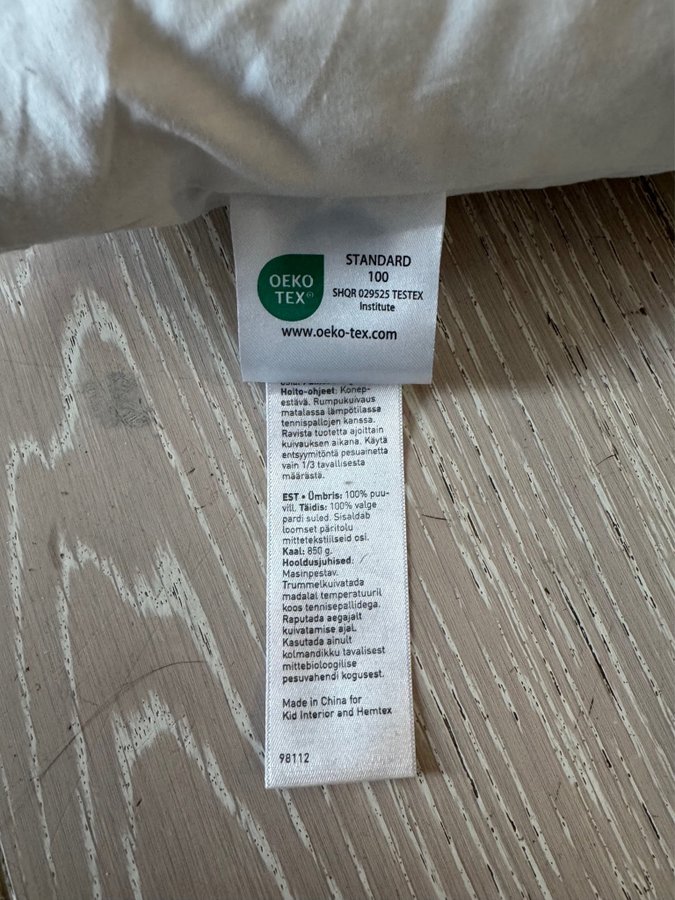 OEKO
TEX®
STANDARD
100
SHQR 029525 TESTEX
Institute
www.oeko-tex.com
Hoito-ohjeet: Konep-
estävä. Rumpukuivaus
matalassa lämpötilassa
tennispallojen kanssa.
Ravista tuotetta ajoittain
kuivauksen aikana. Käytä
entsyymitöntä pesuainetta
vain 1/3 tavallisesta
määrästä.
EST • Ümbris: 100% puu-
vill. Täidis: 100% valge
pardi suled. Sisaldab
loomset päritolu
mittetekstiilseid osi.
Kaal: 850 g.
Hooldusjuhised:
Masinpestav.
Trummelkuivatada
madalal temperatuuril
koos tennisepallidega.
Raputada aegajalt
kuivatamise ajal.
Kasutada ainult
kolmandikku tavalisest
mittebioloogilise
pesuvahendi kogusest.
Made in China for
Kid Interior and Hemtex
98112